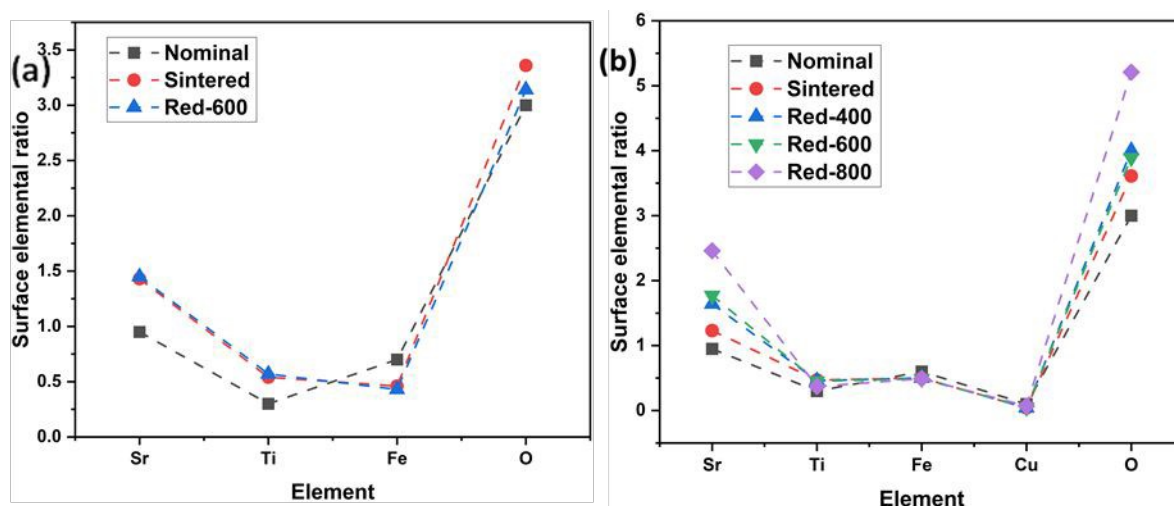 (a)
Nominal
Sintered
Red-600
Surface elemental ratio
3.5
3.0
2.5
2.0
1.5
1.0
0.5
0.0
Sr Ti Fe O
Element
(b)
Nominal
Sintered
Red-400
Red-600
Red-800
Surface elemental ratio
6
5
4
3
2
1
0
Sr Ti Fe Cu O
Element